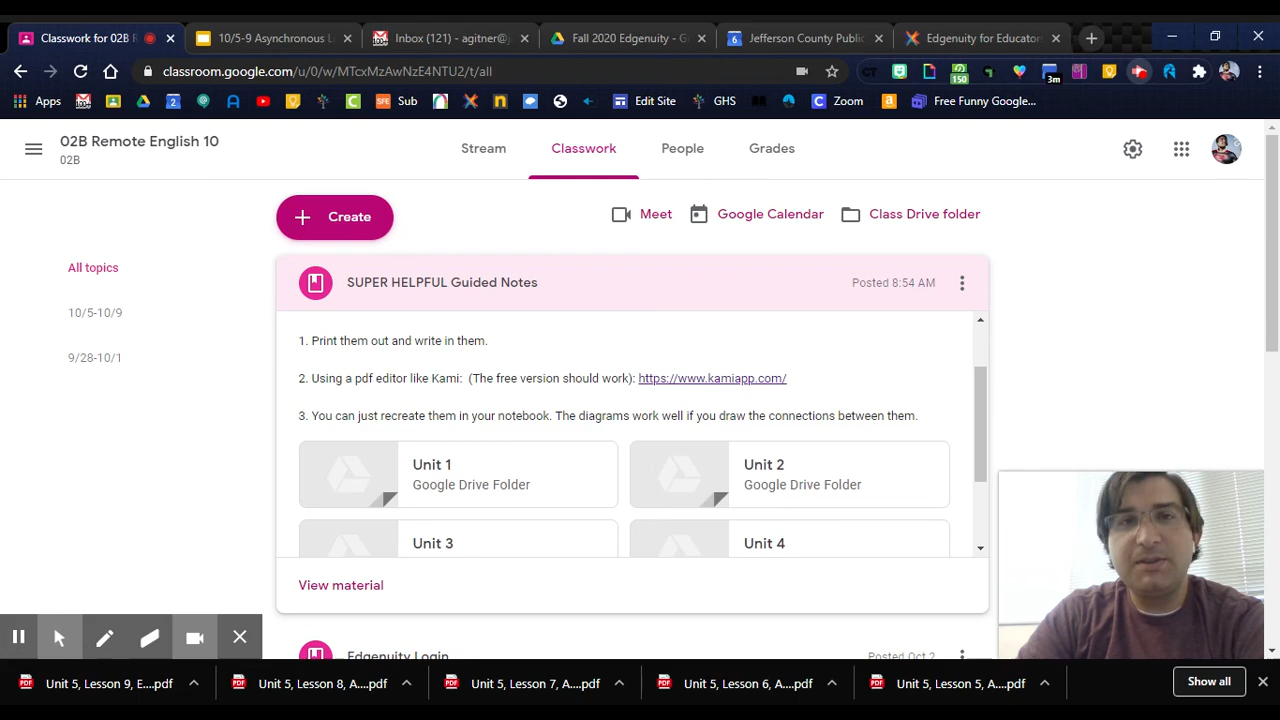 Classwork for 02B R
10/5-9 Asynchronous L
Inbox (121) - agitner@j
Fall 2020 Edgenuity - G
Jefferson County Public
Edgenuity for Educators
classroom.google.com/u/0/w/MTcxMzAwNzE4NTU2/t/all
150
3m
Apps
Sub
Edit Site
GHS
Zoom
Free Funny Google...
02B Remote English 10
02B
Stream
Classwork
People
Grades
Create
Meet
Google Calendar
Class Drive folder
All topics
10/5-10/9
9/28-10/1
SUPER HELPFUL Guided Notes
Posted 8:54 AM
1. Print them out and write in them.
2. Using a pdf editor like Kami: (The free version should work): https://www.kamiapp.com/
3. You can just recreate them in your notebook. The diagrams work well if you draw the connections between them.
Unit 1
Google Drive Folder
Unit 2
Google Drive Folder
Unit 3
Unit 4
View material
Edgenuity Login
Posted Oct 2
Unit 5, Lesson 9, E....pdf
Unit 5, Lesson 8, A....pdf
Unit 5, Lesson 7, A....pdf
Unit 5, Lesson 6, A....pdf
Unit 5, Lesson 5, A....pdf
Show all